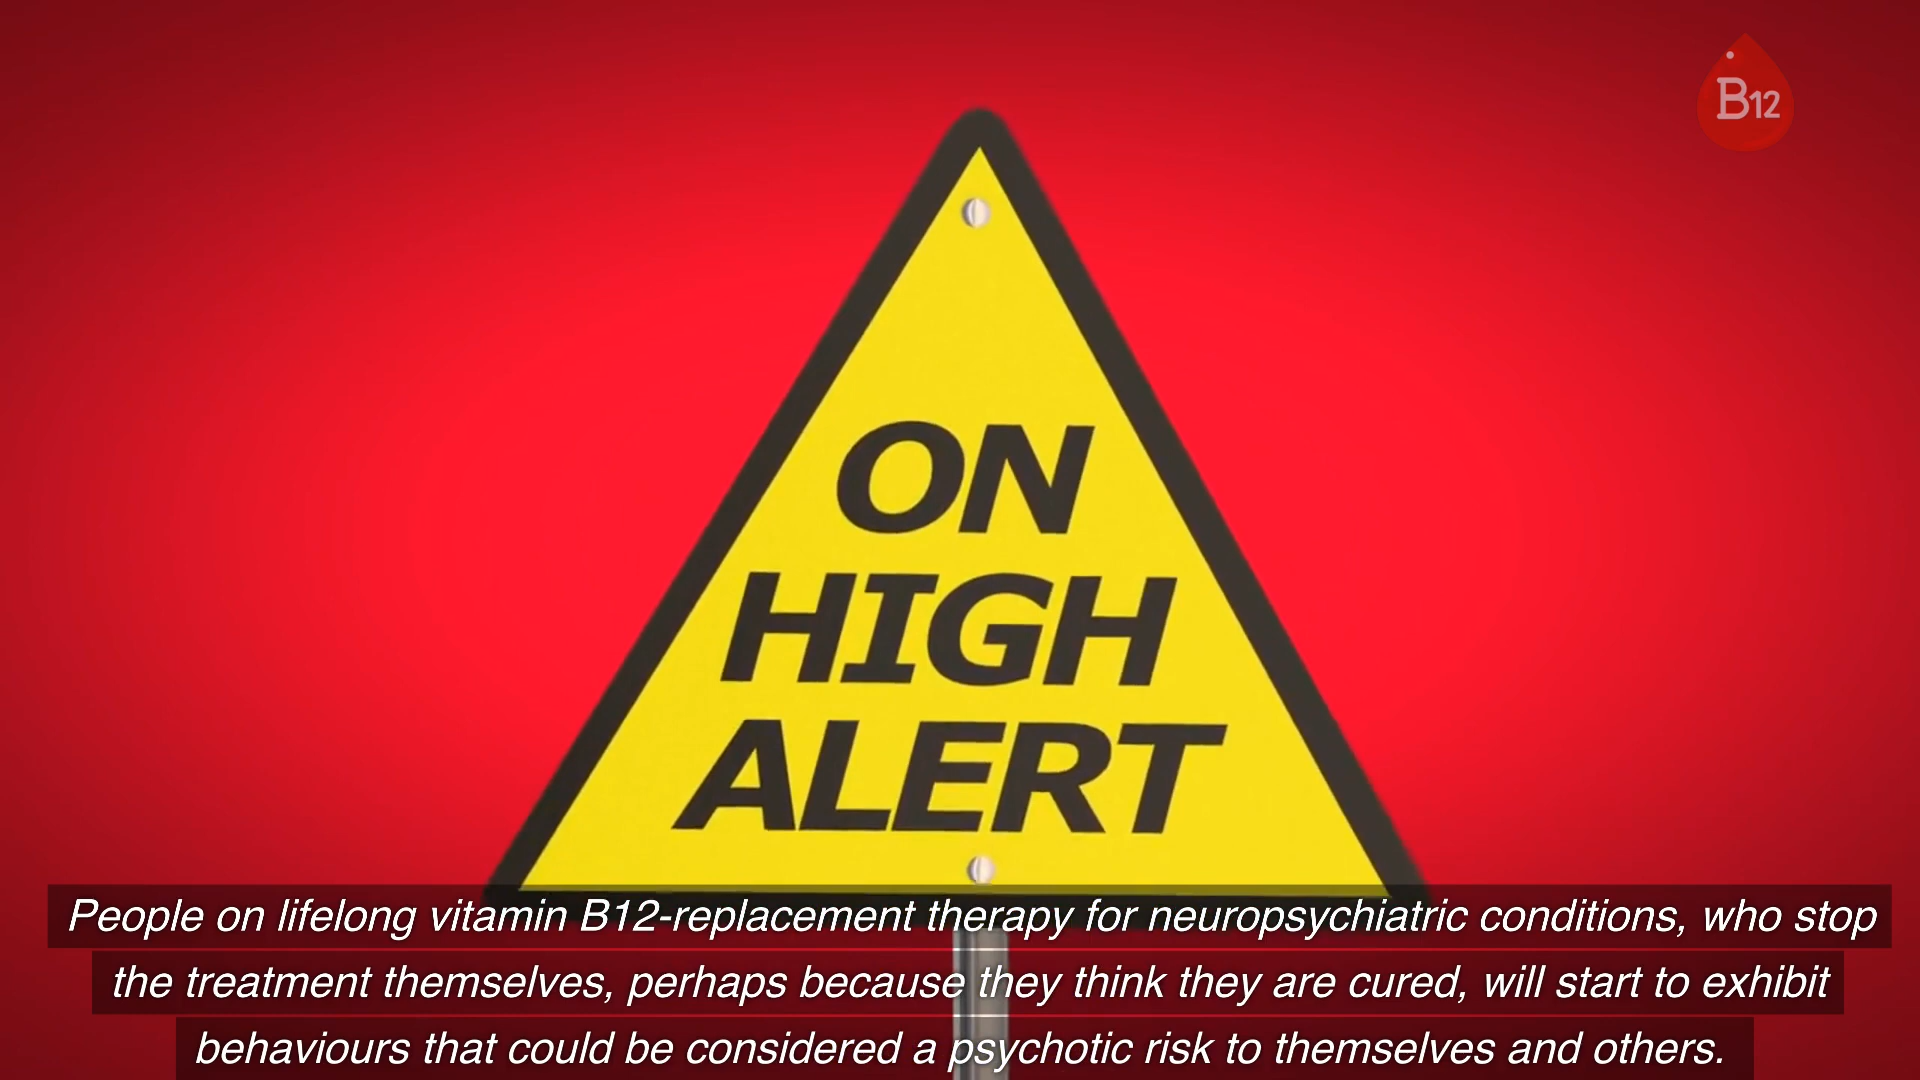 B12
ON
HIGH
ALERT
People on lifelong vitamin B12-replacement therapy for neuropsychiatric conditions, who stop
the treatment themselves, perhaps because they think they are cured, will start to exhibit
behaviours that could be considered a psychotic risk to themselves and others.